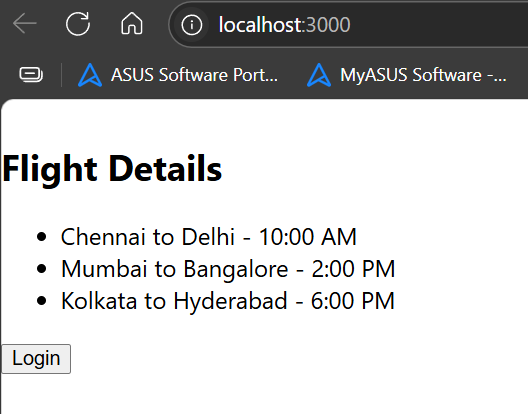 localhost:3000
ASUS Software Port... MyASUS Software -...
Flight Details
Chennai to Delhi - 10:00 AM
Mumbai to Bangalore - 2:00 PM
Kolkata to Hyderabad - 6:00 PM
Login